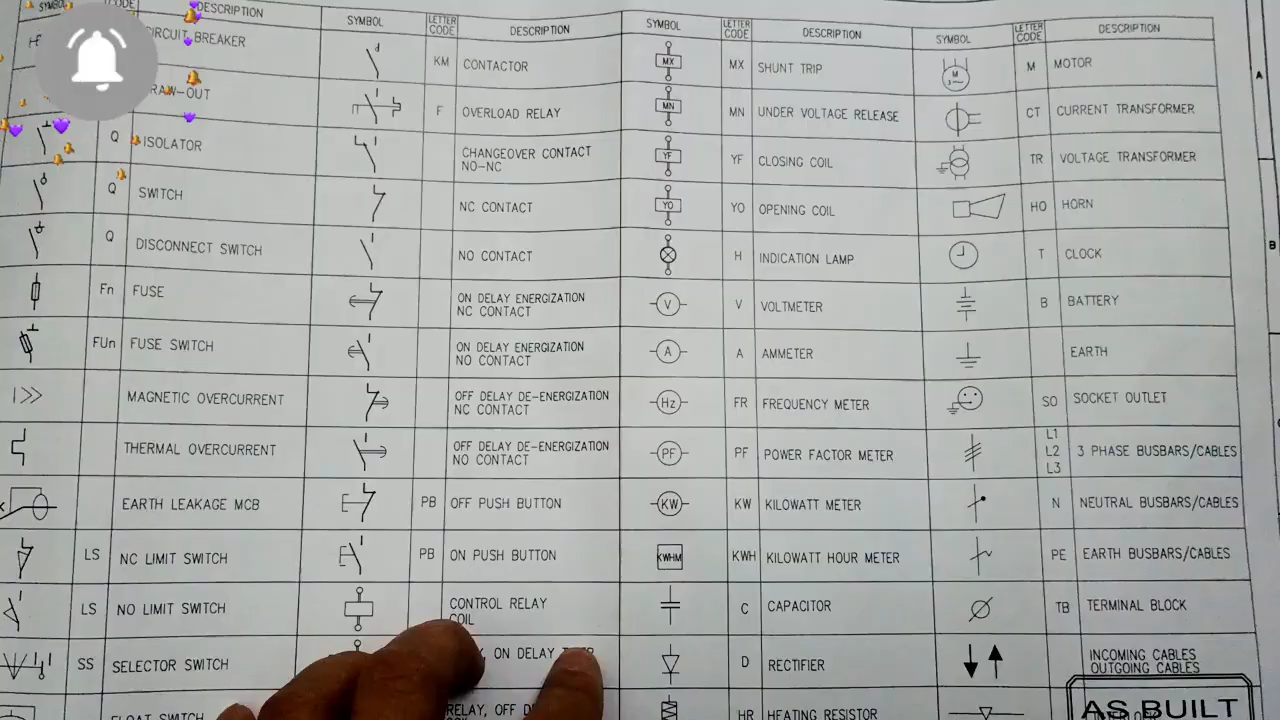 SYMBOL CODE DESCRIPTION SYMBOL LETTER CODE DESCRIPTION SYMBOL LETTER CODE DESCRIPTION SYMBOL LETTER CODE DESCRIPTION
CIRCUIT BREAKER
KM CONTACTOR
MX MX SHUNT TRIP
M 3~ M MOTOR
F OVERLOAD RELAY
MN MN UNDER VOLTAGE RELEASE
CT CURRENT TRANSFORMER
Q ISOLATOR
CHANGEOVER CONTACT
NO-NC
YF YF CLOSING COIL
TR VOLTAGE TRANSFORMER
Q SWITCH
NC CONTACT
YO YO OPENING COIL
HO HORN
Q DISCONNECT SWITCH
NO CONTACT
H INDICATION LAMP
T CLOCK
Fn FUSE
ON DELAY ENERGIZATION
NC CONTACT
V V VOLTMETER
B BATTERY
FUn FUSE SWITCH
ON DELAY ENERGIZATION
NO CONTACT
A A AMMETER
EARTH
I>> MAGNETIC OVERCURRENT
OFF DELAY DE-ENERGIZATION
NC CONTACT
Hz FR FREQUENCY METER
SO SOCKET OUTLET
THERMAL OVERCURRENT
OFF DELAY DE-ENERGIZATION
NO CONTACT
PF PF POWER FACTOR METER
L1
L2 3 PHASE BUSBARS/CABLES
L3
EARTH LEAKAGE MCB
PB OFF PUSH BUTTON
KW KW KILOWATT METER
N NEUTRAL BUSBARS/CABLES
LS NC LIMIT SWITCH
PB ON PUSH BUTTON
KWHM KWH KILOWATT HOUR METER
PE EARTH BUSBARS/CABLES
LS NO LIMIT SWITCH
CONTROL RELAY
COIL
C CAPACITOR
TB TERMINAL BLOCK
SS SELECTOR SWITCH
ON DELAY
D RECTIFIER
INCOMING CABLES
OUTGOING CABLES
FLOAT SWITCH
RELAY, OFF
HR HEATING RESISTOR
AS BUILT
A
B